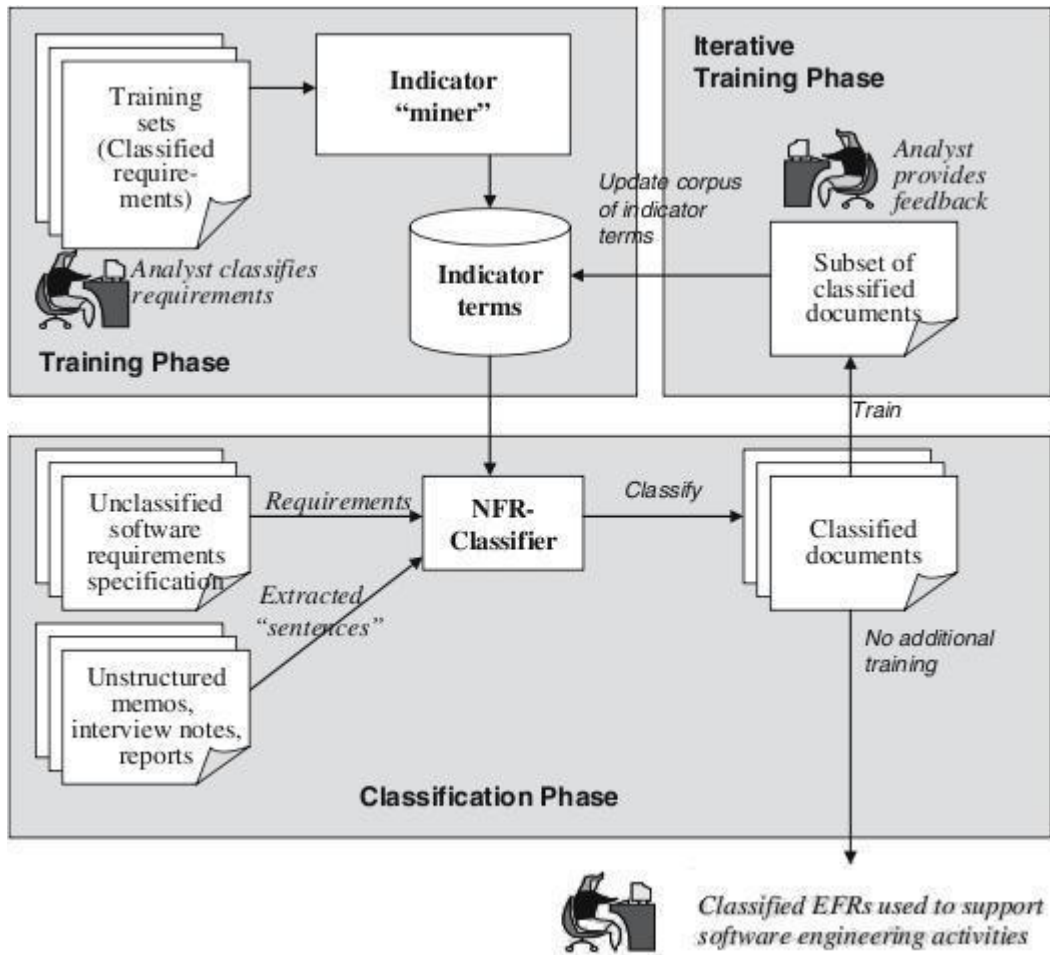 Training
sets
(Classified
require-
ments)
Indicator
“miner”
Analyst classifies
requirements
Indicator
terms
Training Phase
Iterative
Training Phase
Analyst
provides
feedback
Update corpus
of indicator
terms
Subset of
classified
documents
Train
Unclassified
software
requirements
specification
Requirements
NFR-
Classifier
Classify
Classified
documents
Extracted
“sentences”
Unstructured
memos,
interview notes,
reports
No additional
training
Classification Phase
Classified EFRs used to support
software engineering activities